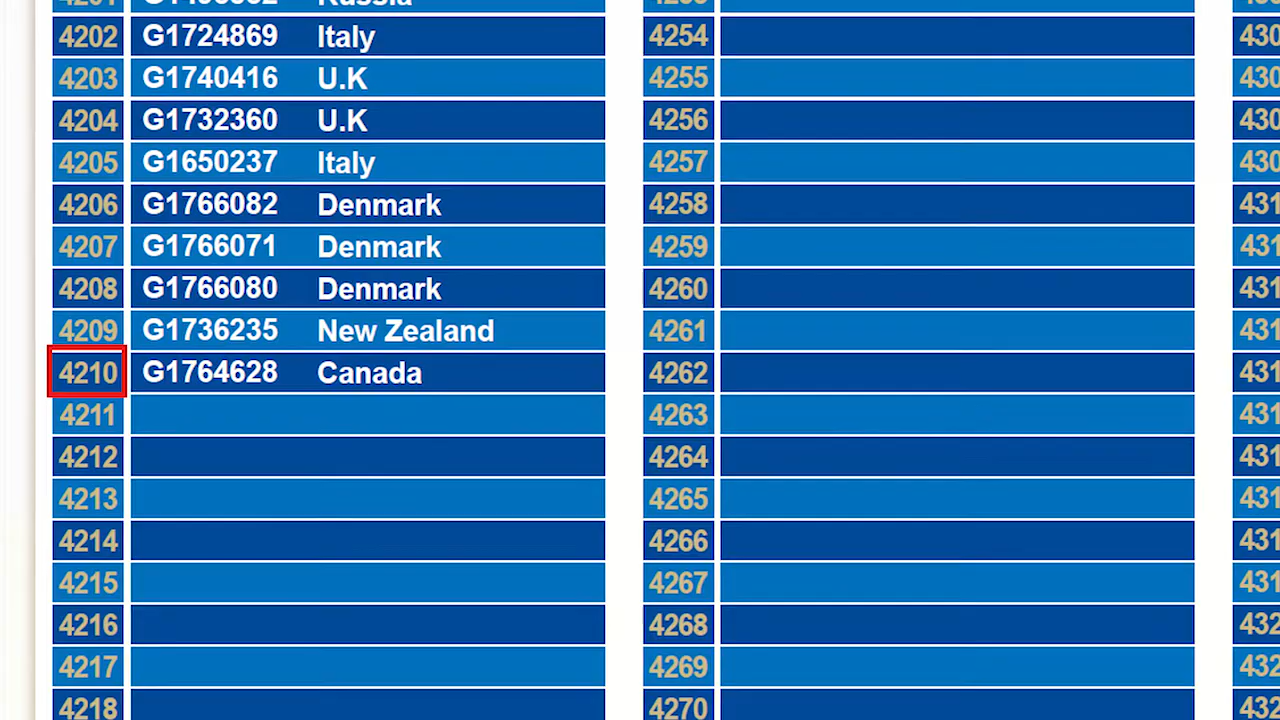 4202 G1724869 Italy
4203 G1740416 U.K
4204 G1732360 U.K
4205 G1650237 Italy
4206 G1766082 Denmark
4207 G1766071 Denmark
4208 G1766080 Denmark
4209 G1736235 New Zealand
4210 G1764628 Canada
4211
4212
4213
4214
4215
4216
4217
4218
4254
4255
4256
4257
4258
4259
4260
4261
4262
4263
4264
4265
4266
4267
4268
4269
4270